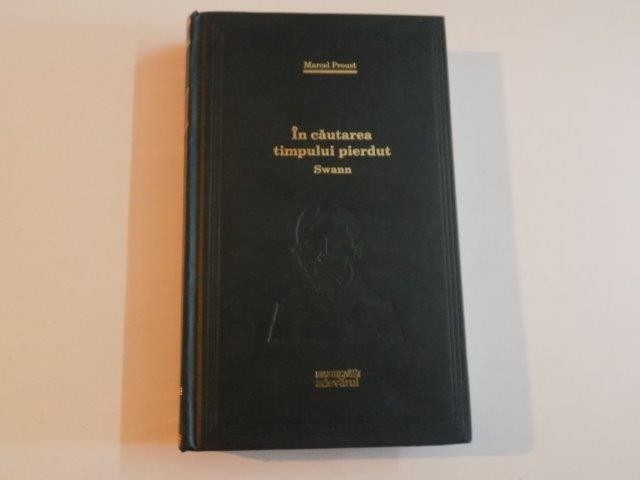 Marcel Proust
În căutarea
timpului pierdut
Swann
adevărul